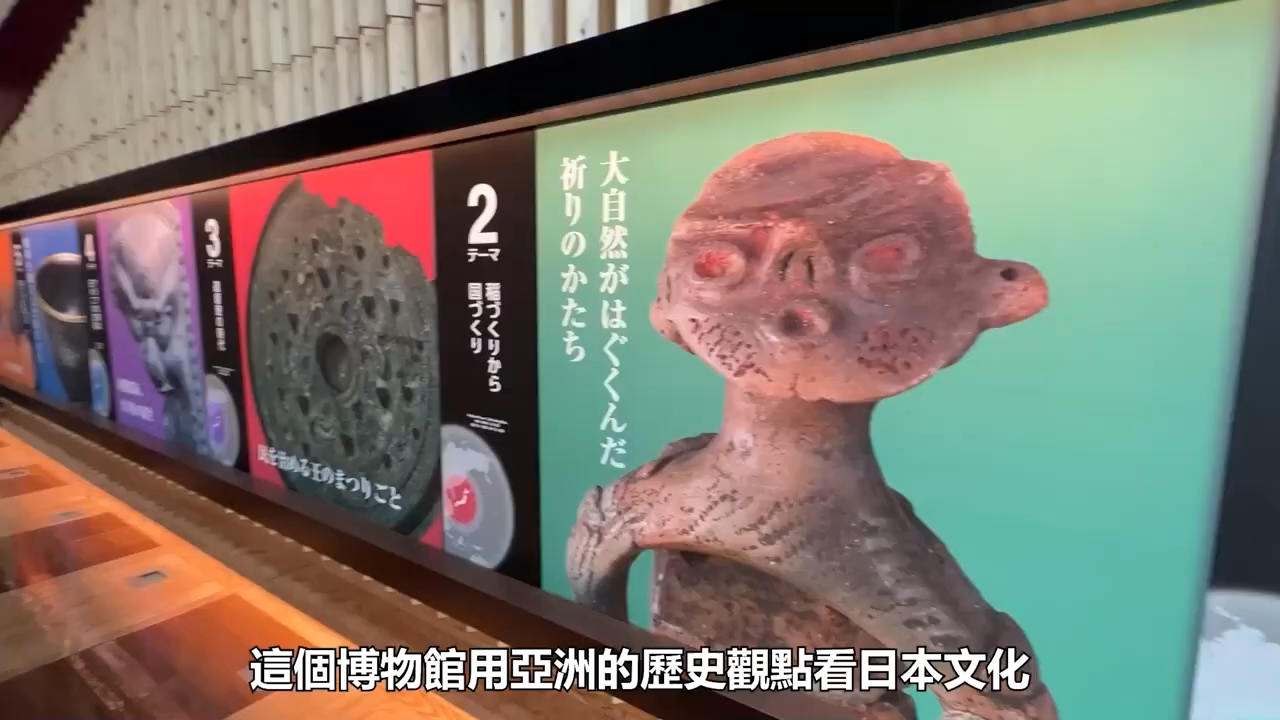 大自然がはぐくんだ
祈りのかたち
2
テーマ
稲づくりから
国づくり
民を治める王のまつりごと
3
テーマ
4
5
這個博物館用亞洲的歷史觀點看日本文化